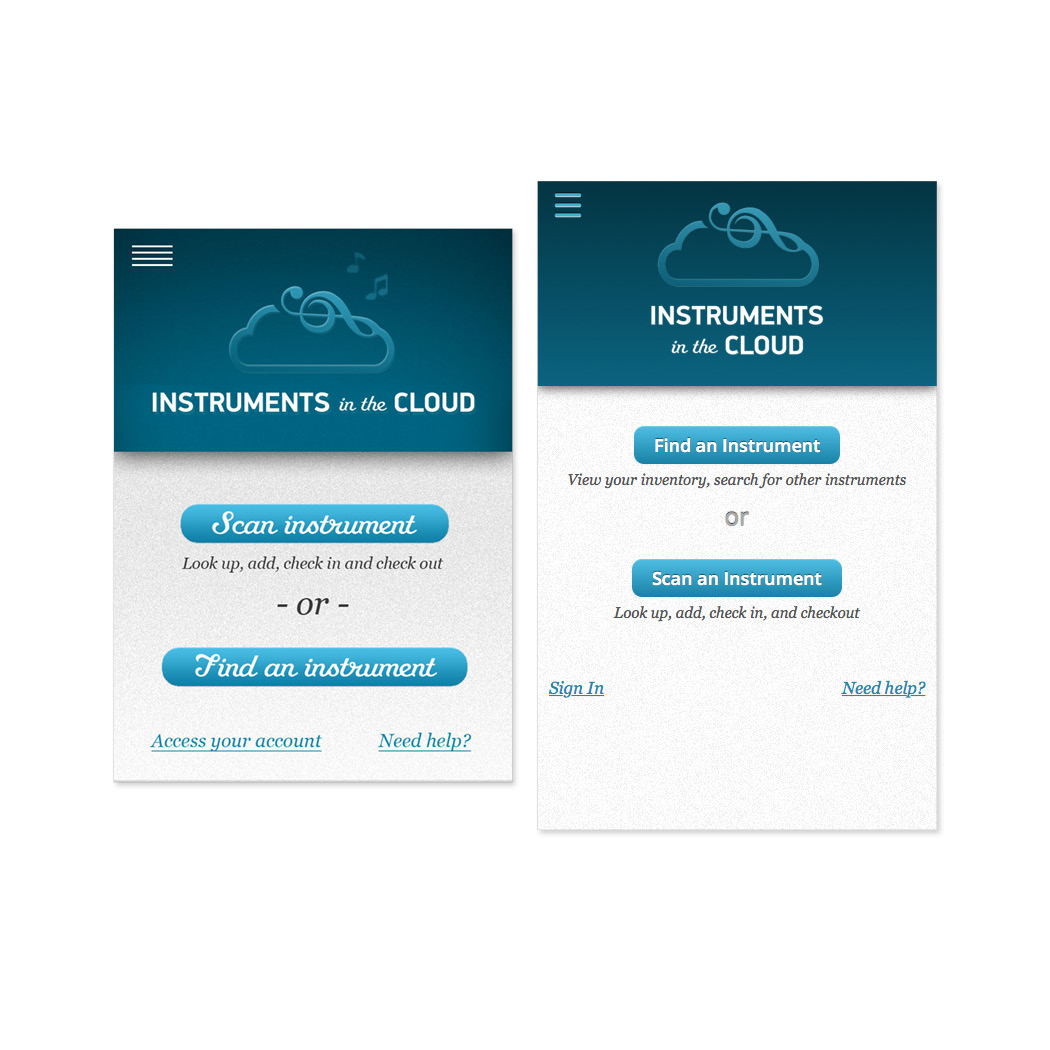 INSTRUMENTS in the CLOUD
Scan instrument
Look up, add, check in and check out
- or -
Find an instrument
Access your account Need help?
INSTRUMENTS
in the CLOUD
Find an Instrument
View your inventory, search for other instruments
or
Scan an Instrument
Look up, add, check in, and checkout
Sign In Need help?